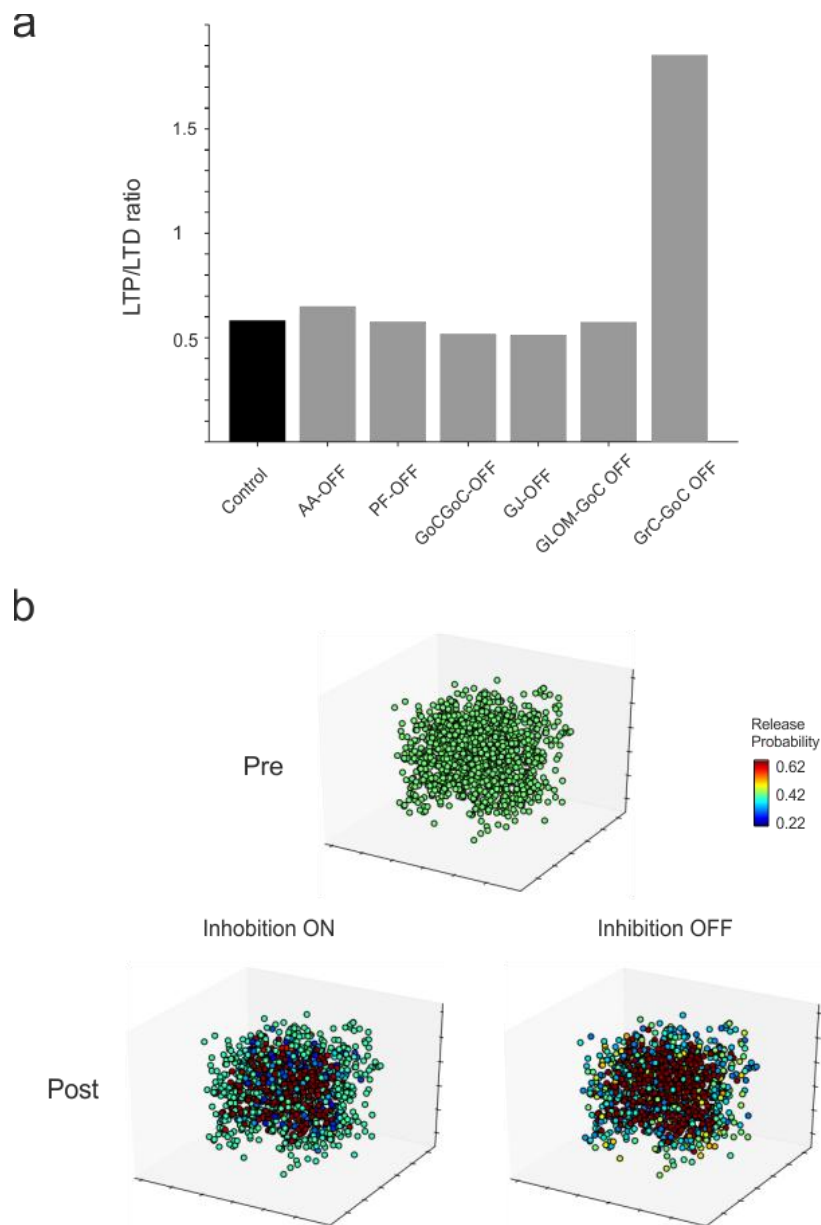 a
LTP/LTD ratio
1.5
1
0.5
Control
AA-OFF
PF-OFF
GoCGoC-OFF
GJ-OFF
GLOM-GoC OFF
GrC-GoC OFF
b
Pre
Release
Probability
0.62
0.42
0.22
Inhobition ON
Inhibition OFF
Post